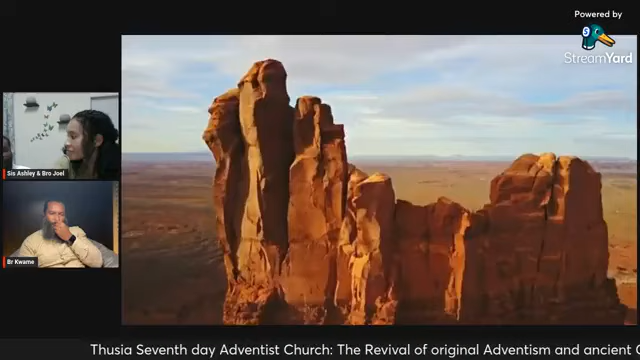 Powered by
StreamYard
Sis Ashley & Bro Joel
Br Kwame
Thusia Seventh day Adventist Church: The Revival of original Adventism and ancient